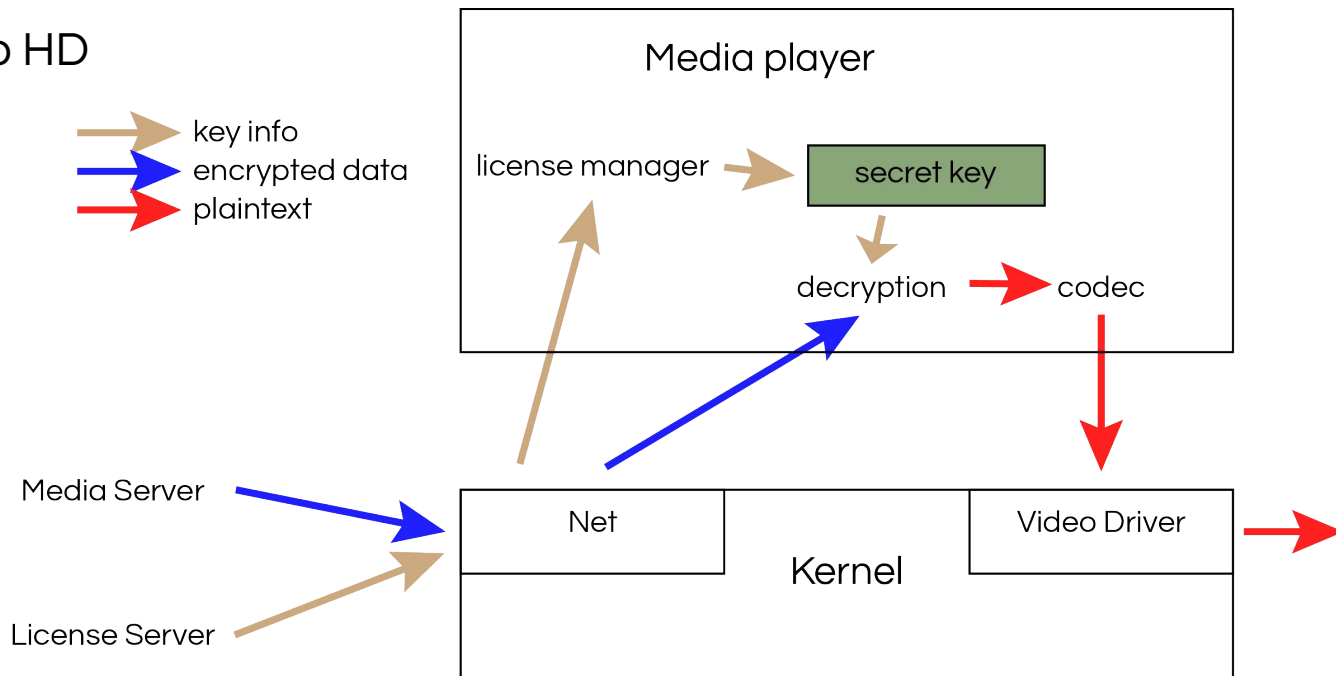 HD
Media player
key info
encrypted data
plaintext
license manager
secret key
decryption
codec
Media Server
Net
Video Driver
Kernel
License Server